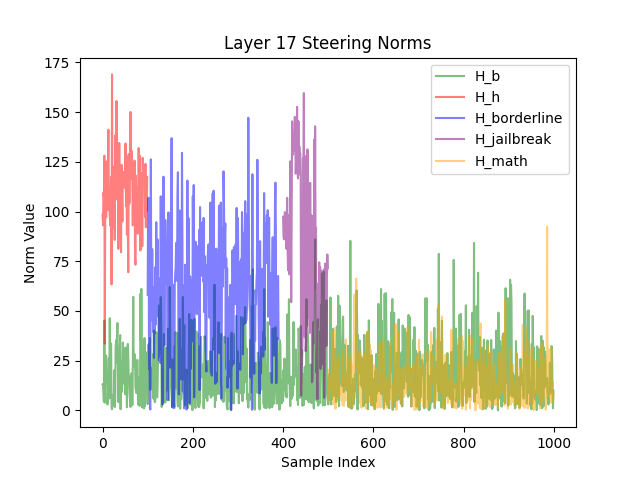 Layer 17 Steering Norms
Norm Value
175
150
125
100
75
50
25
0
H_b
H_h
H_borderline
H_jailbreak
H_math
0
200
400
600
800
1000
Sample Index